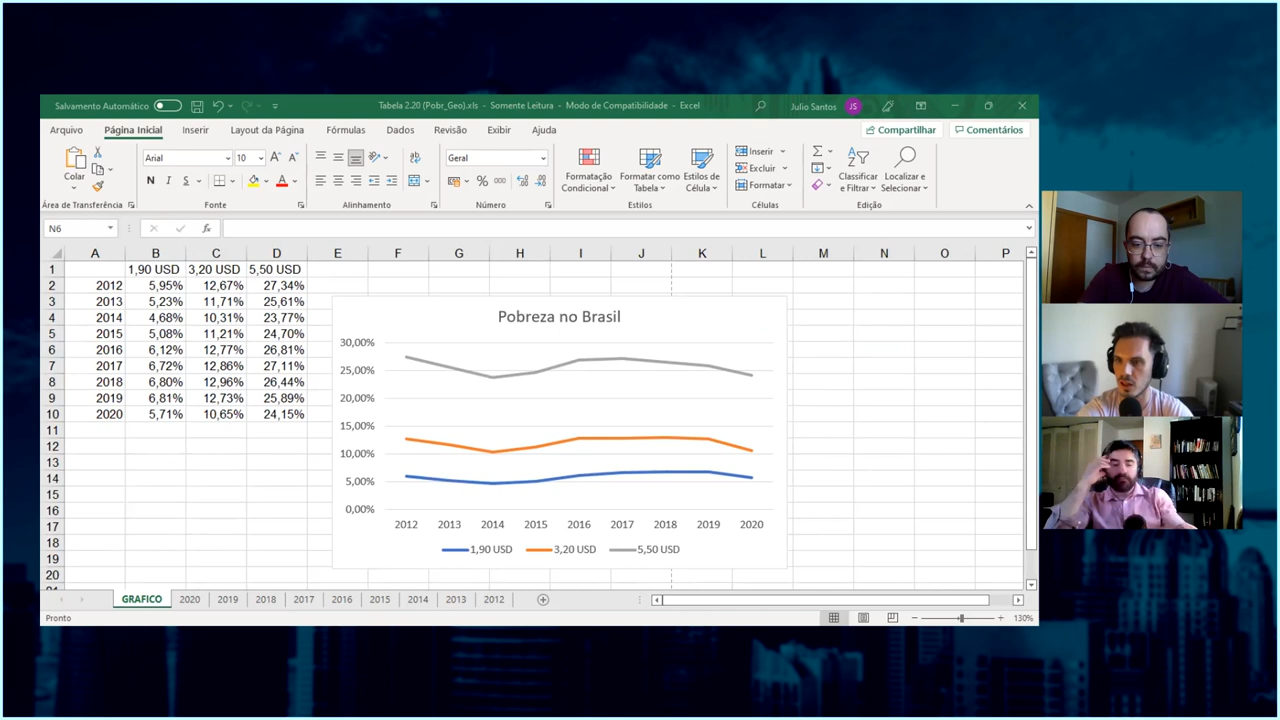 Salvamento Automático
Tabela 2.20 (Pobr_Geo).xls - Somente Leitura - Modo de Compatibilidade - Excel
Julio Santos JS
Arquivo Página Inicial Inserir Layout da Página Fórmulas Dados Revisão Exibir Ajuda
Compartilhar Comentários
Colar
Arial 10
N I S
Geral
% 000
Formatação Condicional
Formatar como Tabela
Estilos de Célula
Inserir
Excluir
Formatar
Classificar e Filtrar
Localizar e Selecionar
Área de Transferência Fonte Alinhamento Número Estilos Células Edição
N6 fx
A B C D E F G H I J K L M N O P
1 1,90 USD 3,20 USD 5,50 USD
2 2012 5,95% 12,67% 27,34%
3 2013 5,23% 11,71% 25,61%
4 2014 4,68% 10,31% 23,77%
5 2015 5,08% 11,21% 24,70%
6 2016 6,12% 12,77% 26,81%
7 2017 6,72% 12,86% 27,11%
8 2018 6,80% 12,96% 26,44%
9 2019 6,81% 12,73% 25,89%
10 2020 5,71% 10,65% 24,15%
11
12
13
14
15
16
17
18
19
20
Pobreza no Brasil
30,00%
25,00%
20,00%
15,00%
10,00%
5,00%
0,00%
2012 2013 2014 2015 2016 2017 2018 2019 2020
1,90 USD 3,20 USD 5,50 USD
GRAFICO 2020 2019 2018 2017 2016 2015 2014 2013 2012
Pronto
130%